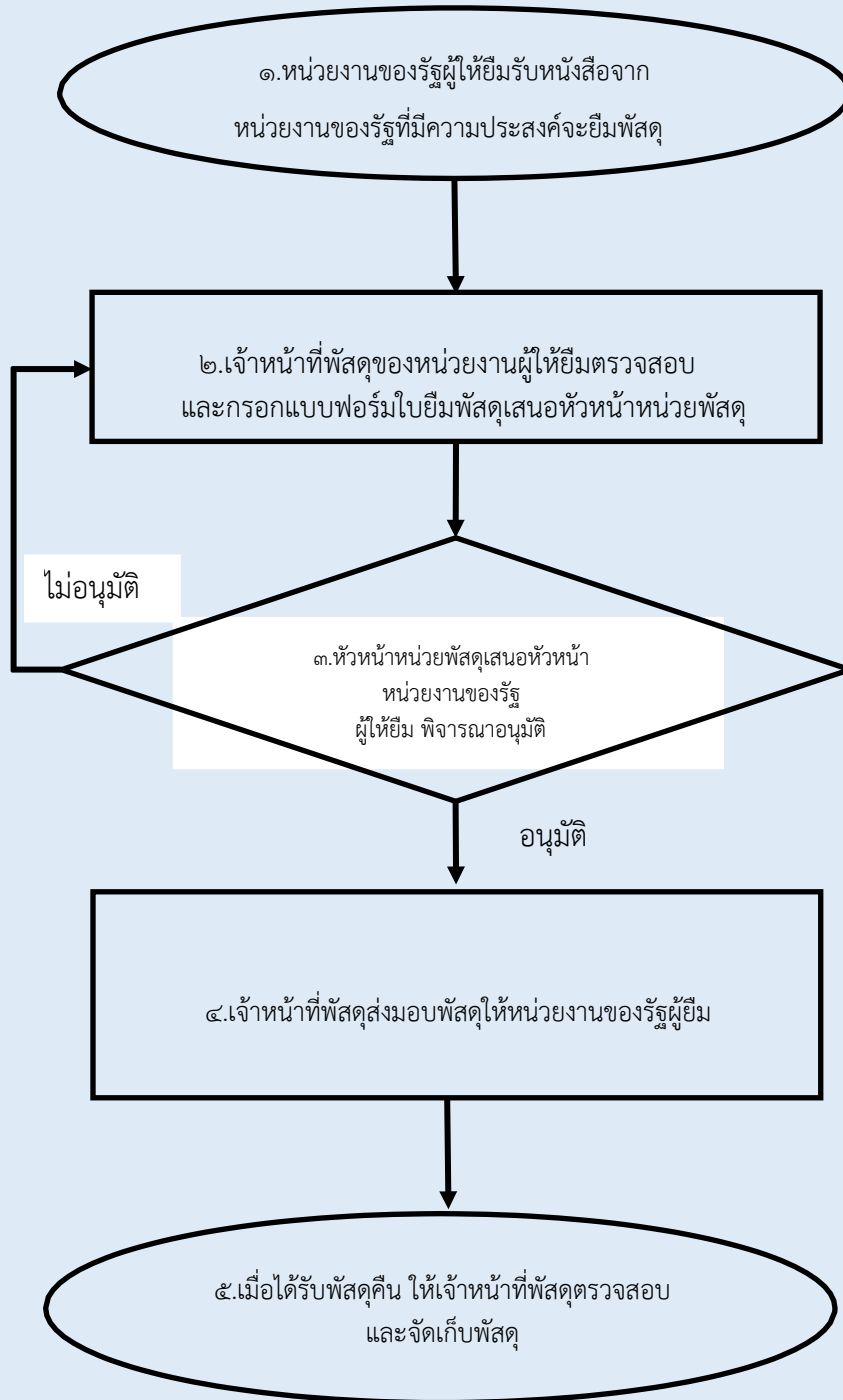 ๑.หน่วยงานของรัฐผู้ให้ยืมรับหนังสือจาก
หน่วยงานของรัฐที่มีความประสงค์จะยืมพัสดุ
๒.เจ้าหน้าที่พัสดุของหน่วยงานผู้ให้ยืมตรวจสอบ
และกรอกแบบฟอร์มใบยืมพัสดุเสนอหัวหน้าหน่วยพัสดุ
ไม่อนุมัติ
๓.หัวหน้าหน่วยพัสดุเสนอหัวหน้า
หน่วยงานของรัฐ
ผู้ให้ยืม พิจารณาอนุมัติ
อนุมัติ
๔.เจ้าหน้าที่พัสดุส่งมอบพัสดุให้หน่วยงานของรัฐผู้ยืม
๕.เมื่อได้รับพัสดุคืน ให้เจ้าหน้าที่พัสดุตรวจสอบ
และจัดเก็บพัสดุ